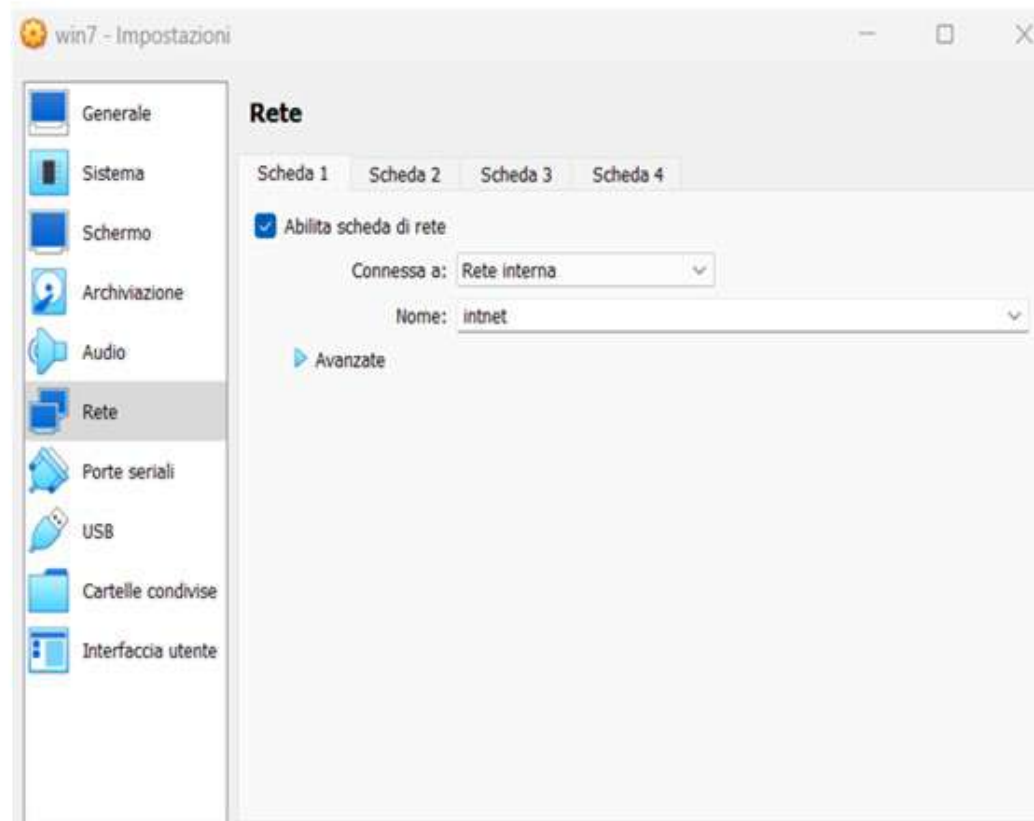 win7 - Impostazioni
Generale
Sistema
Schermo
Archiviazione
Audio
Rete
Porte seriali
USB
Cartelle condivise
Interfaccia utente
Rete
Scheda 1 Scheda 2 Scheda 3 Scheda 4
Abilita scheda di rete
Connessa a: Rete interna
Nome: intnet
Avanzate